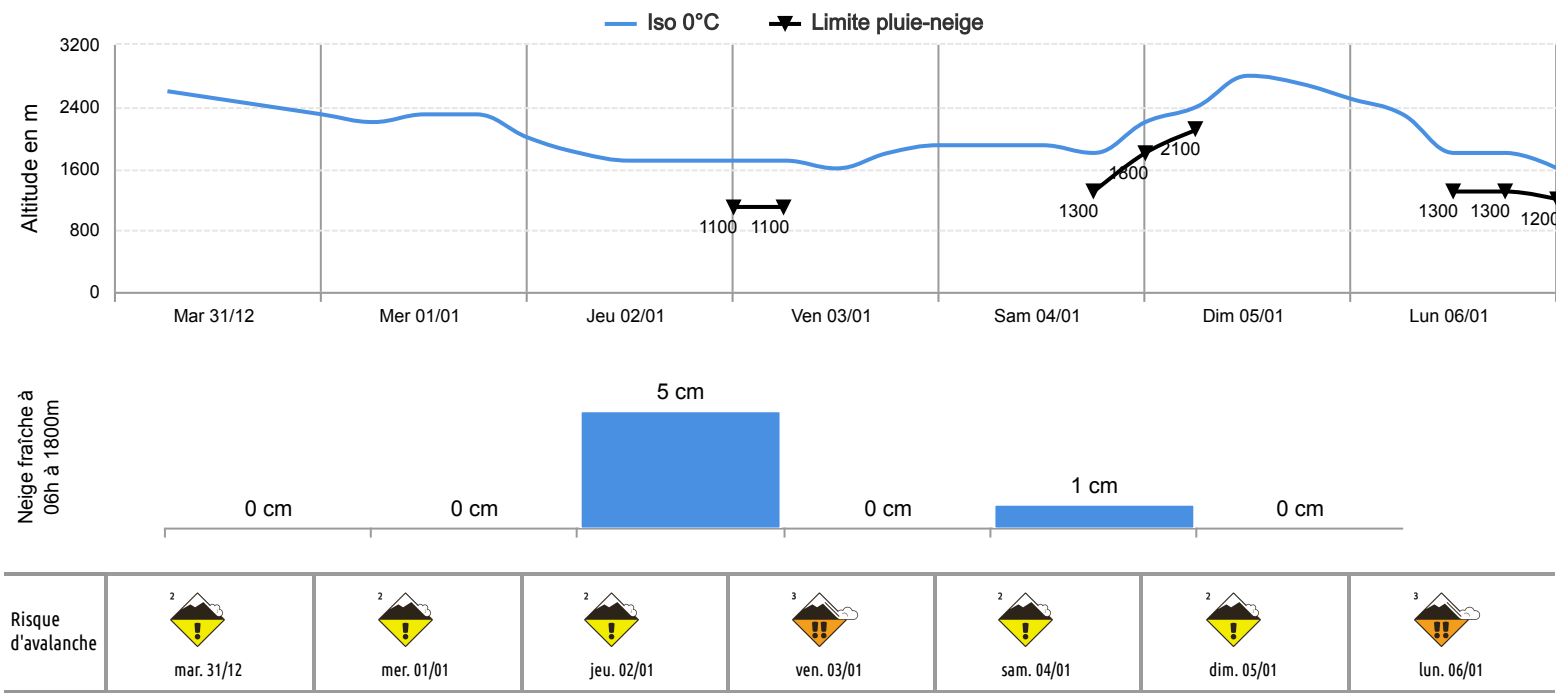 Iso 0°C Limite pluie-neige
Altitude en m
3200
2400
1600
800
0
1100 1100
1300
1800
2100
1300 1300 1200
Mar 31/12 Mer 01/01 Jeu 02/01 Ven 03/01 Sam 04/01 Dim 05/01 Lun 06/01
Neige fraîche à
06h à 1800m
0 cm 0 cm 5 cm 0 cm 1 cm 0 cm
Risque
d'avalanche
2 2 2 3 2 2 3
mar. 31/12 mer. 01/01 jeu. 02/01 ven. 03/01 sam. 04/01 dim. 05/01 lun. 06/01